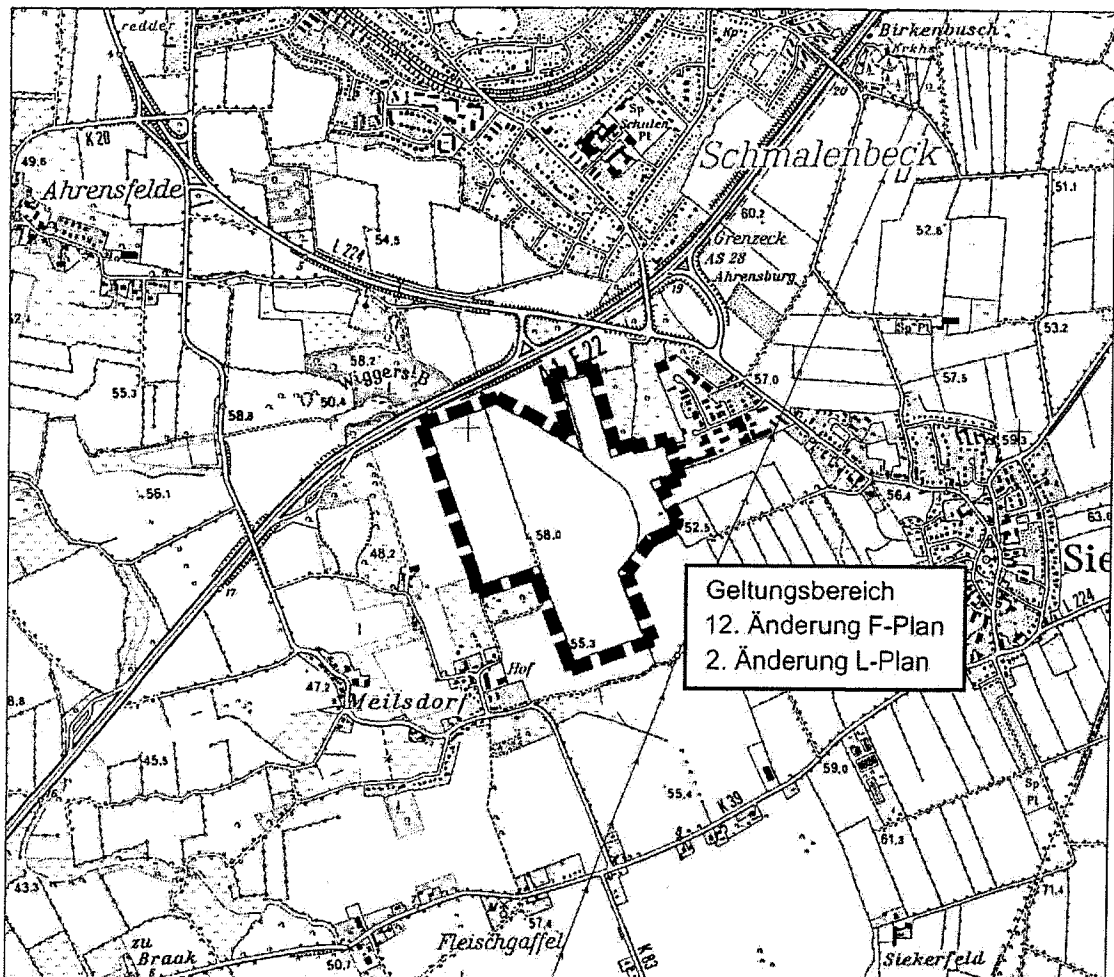 redder
Birkenbusch
Krkhs
Kp
20
K 20
Sp
Schulen
Pl
49.6
Schmalenbeck
Ahrensfelde
51.1
60.2
54.5
L 224
52.8
Grenzeck
AS 28
Ahrensburg
19
Sp Pl
53.2
58.2
Wiggers-B
57.0
57.5
55.3
50.4
58.8
59.3
56.1
56.4
63.8
58.0
52.5
48.2
Sie
17
Geltungsbereich
12. Änderung F-Plan
2. Änderung L-Plan
L 224
55.3
Hof
47.2
Meilsdorf
45.5
59.0
55.4
K 39
Sp
Pl
61.3
43.3
71.4
57.4
zu
Braak
Fleischgaffel
50.1
K 83
Siekerfeld